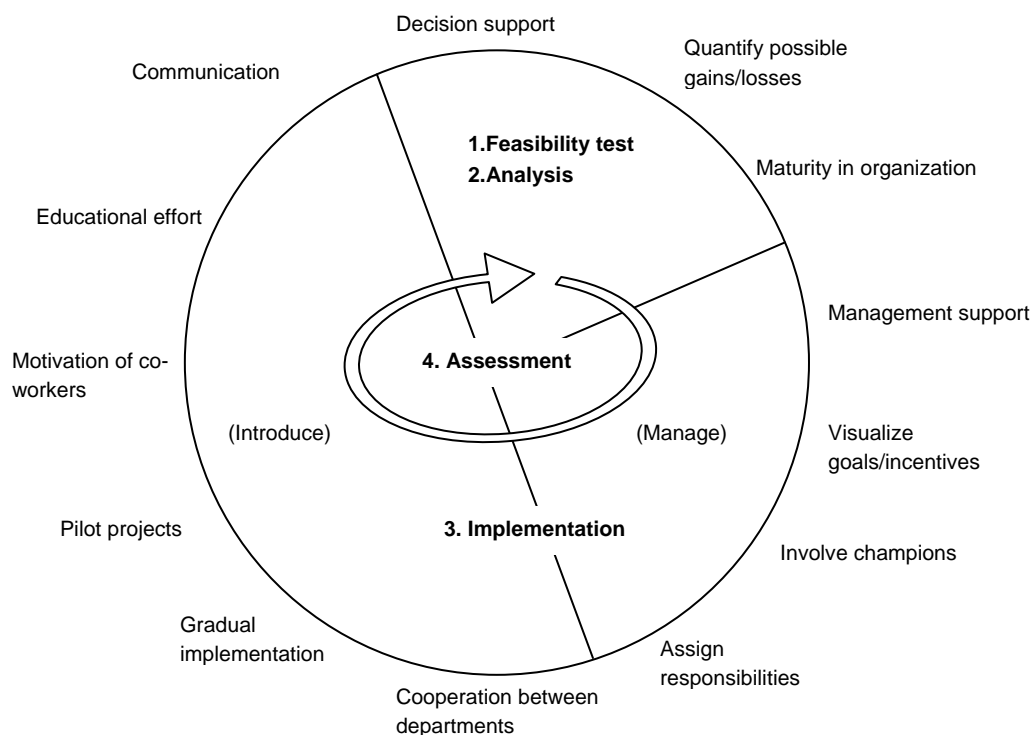 Decision support
Quantify possible
gains/losses
Communication
1.Feasibility test
2.Analysis
Maturity in organization
Educational effort
Management support
4. Assessment
Motivation of co-
workers
(Introduce)
(Manage)
Visualize
goals/incentives
Pilot projects
3. Implementation
Involve champions
Gradual
implementation
Assign
responsibilities
Cooperation between
departments